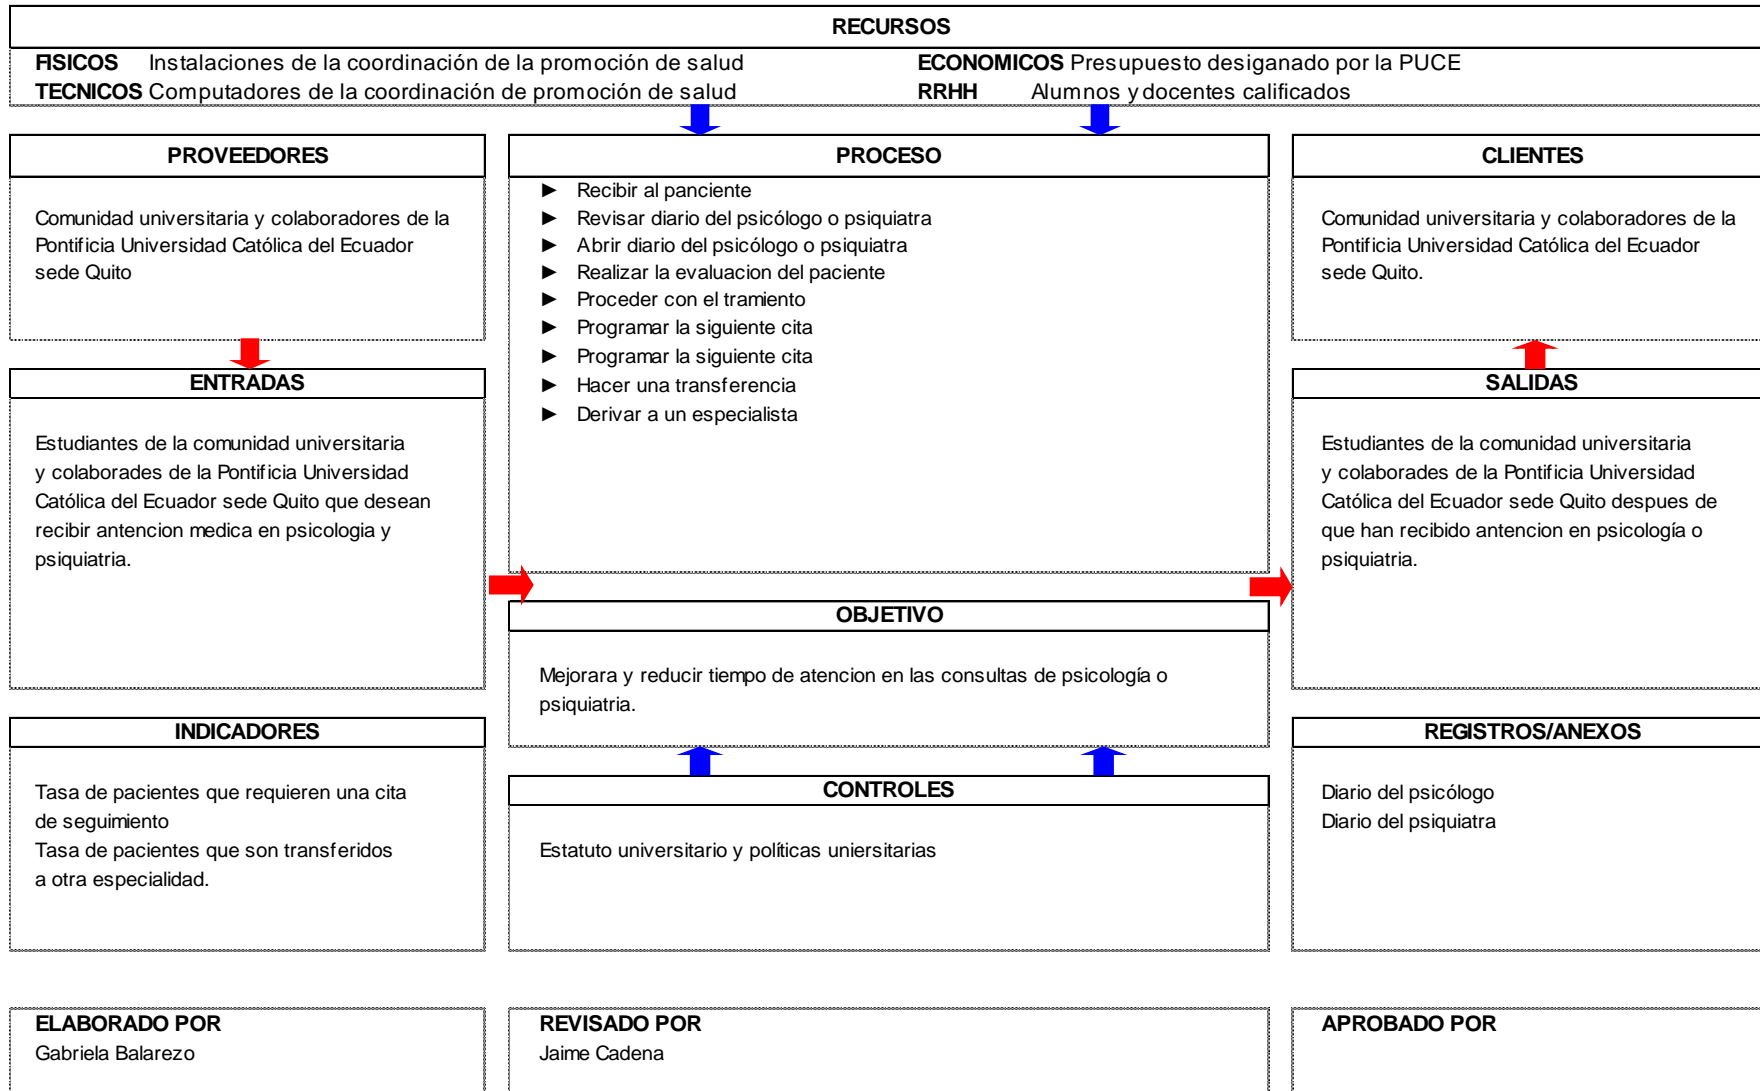 RECURSOS
FISICOS Instalaciones de la coordinación de la promoción de salud
ECONOMICOS Presupuesto desiganado por la PUCE
TECNICOS Computadores de la coordinación de promoción de salud
RRHH Alumnos y docentes calificados
PROVEEDORES
Comunidad universitaria y colaboradores de la
Pontificia Universidad Católica del Ecuador
sede Quito
ENTRADAS
Estudiantes de la comunidad universitaria
y colaborades de la Pontificia Universidad
Católica del Ecuador sede Quito que desean
recibir antencion medica en psicologia y
psiquiatria.
PROCESO
► Recibir al panciente
► Revisar diario del psicólogo o psiquiatra
► Abrir diario del psicólogo o psiquiatra
► Realizar la evaluacion del paciente
► Proceder con el tramiento
► Programar la siguiente cita
► Programar la siguiente cita
► Hacer una transferencia
► Derivar a un especialista
OBJETIVO
Mejorara y reducir tiempo de atencion en las consultas de psicología o
psiquiatria.
CLIENTES
Comunidad universitaria y colaboradores de la
Pontificia Universidad Católica del Ecuador
sede Quito.
SALIDAS
Estudiantes de la comunidad universitaria
y colaborades de la Pontificia Universidad
Católica del Ecuador sede Quito despues de
que han recibido antencion en psicología o
psiquiatria.
INDICADORES
Tasa de pacientes que requieren una cita
de seguimiento
Tasa de pacientes que son transferidos
a otra especialidad.
CONTROLES
Estatuto universitario y políticas uniersitarias
REGISTROS/ANEXOS
Diario del psicólogo
Diario del psiquiatra
ELABORADO POR
Gabriela Balarezo
REVISADO POR
Jaime Cadena
APROBADO POR